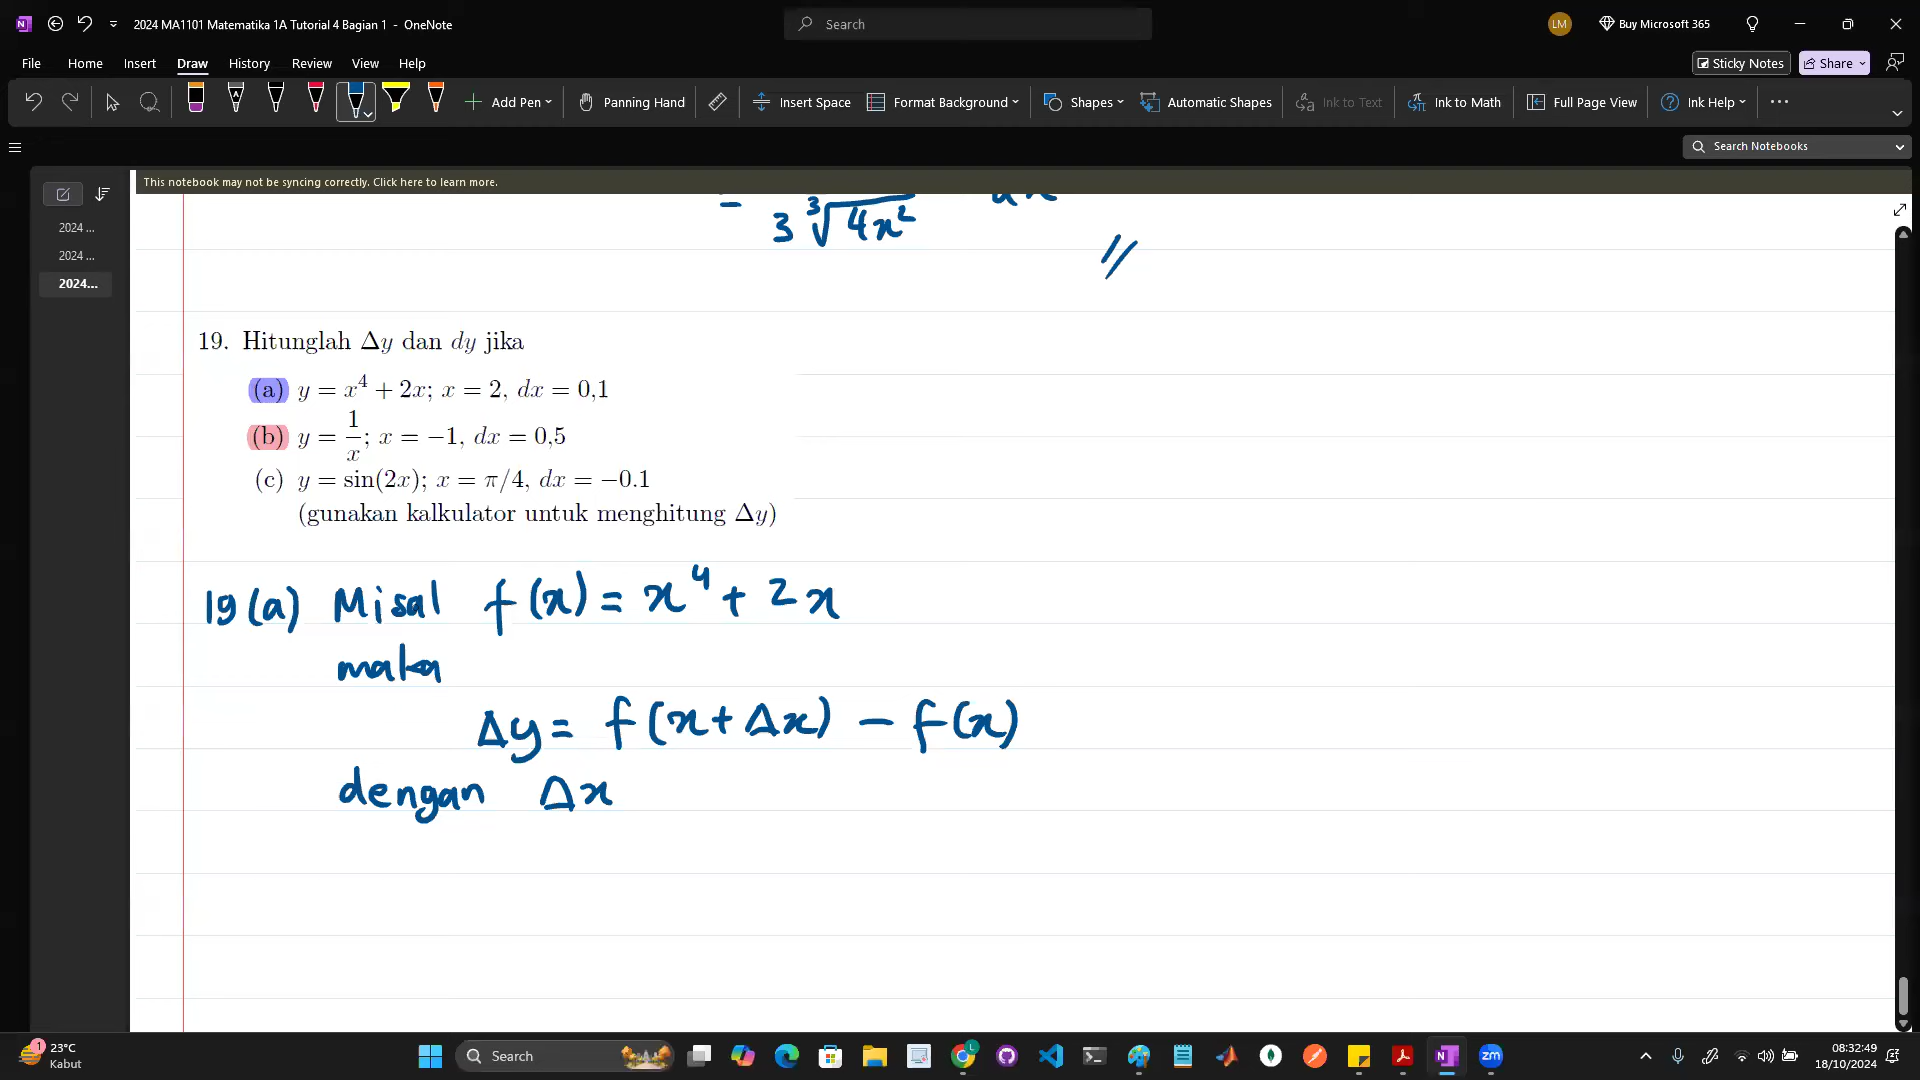 2024 MA1101 Matematika 1A Tutorial 4 Bagian 1 - OneNote
Search
LM
Buy Microsoft 365
File Home Insert Draw History Review View Help
Sticky Notes
Share
Add Pen
Panning Hand
Insert Space
Format Background
Shapes
Automatic Shapes
Ink to Text
Ink to Math
Full Page View
Ink Help
Search Notebooks
This notebook may not be syncing correctly. Click here to learn more.
2024 ...
2024 ...
2024...
=
3 ∛4x²
//
19. Hitunglah Δy dan dy jika
(a) y = x⁴ + 2x; x = 2, dx = 0,1
(b) y = 1/x; x = −1, dx = 0,5
(c) y = sin(2x); x = π/4, dx = −0.1
(gunakan kalkulator untuk menghitung Δy)
19(a) Misal f(x) = x⁴ + 2x
maka
Δy = f(x+Δx) − f(x)
dengan Δx
1
23°C
Kabut
Search
L
zm
08:32:49
18/10/2024